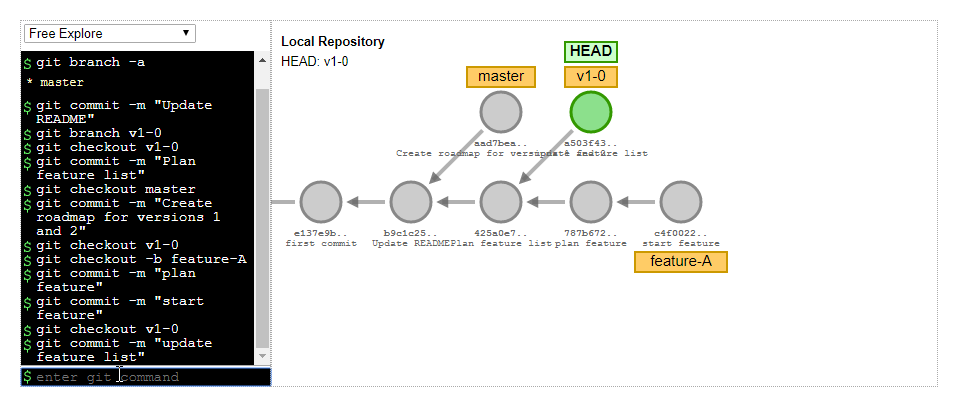 Free Explore
$ git branch -a
* master
$ git commit -m "Update
README"
$ git branch v1-0
$ git checkout v1-0
$ git commit -m "Plan
feature list"
$ git checkout master
$ git commit -m "Create
roadmap for versions 1
and 2"
$ git checkout v1-0
$ git checkout -b feature-A
$ git commit -m "plan
feature"
$ git commit -m "start
feature"
$ git checkout v1-0
$ git commit -m "update
feature list"
$ enter git command
Local Repository
HEAD: v1-0
HEAD
master
v1-0
aad7bea..
a503f43..
Create roadmap for versions 1 and 2
update feature list
e137e9b..
b9c1c25..
425a0e7..
787b672..
c4f0022..
first commit
Update README
Plan feature list
plan feature
start feature
feature-A